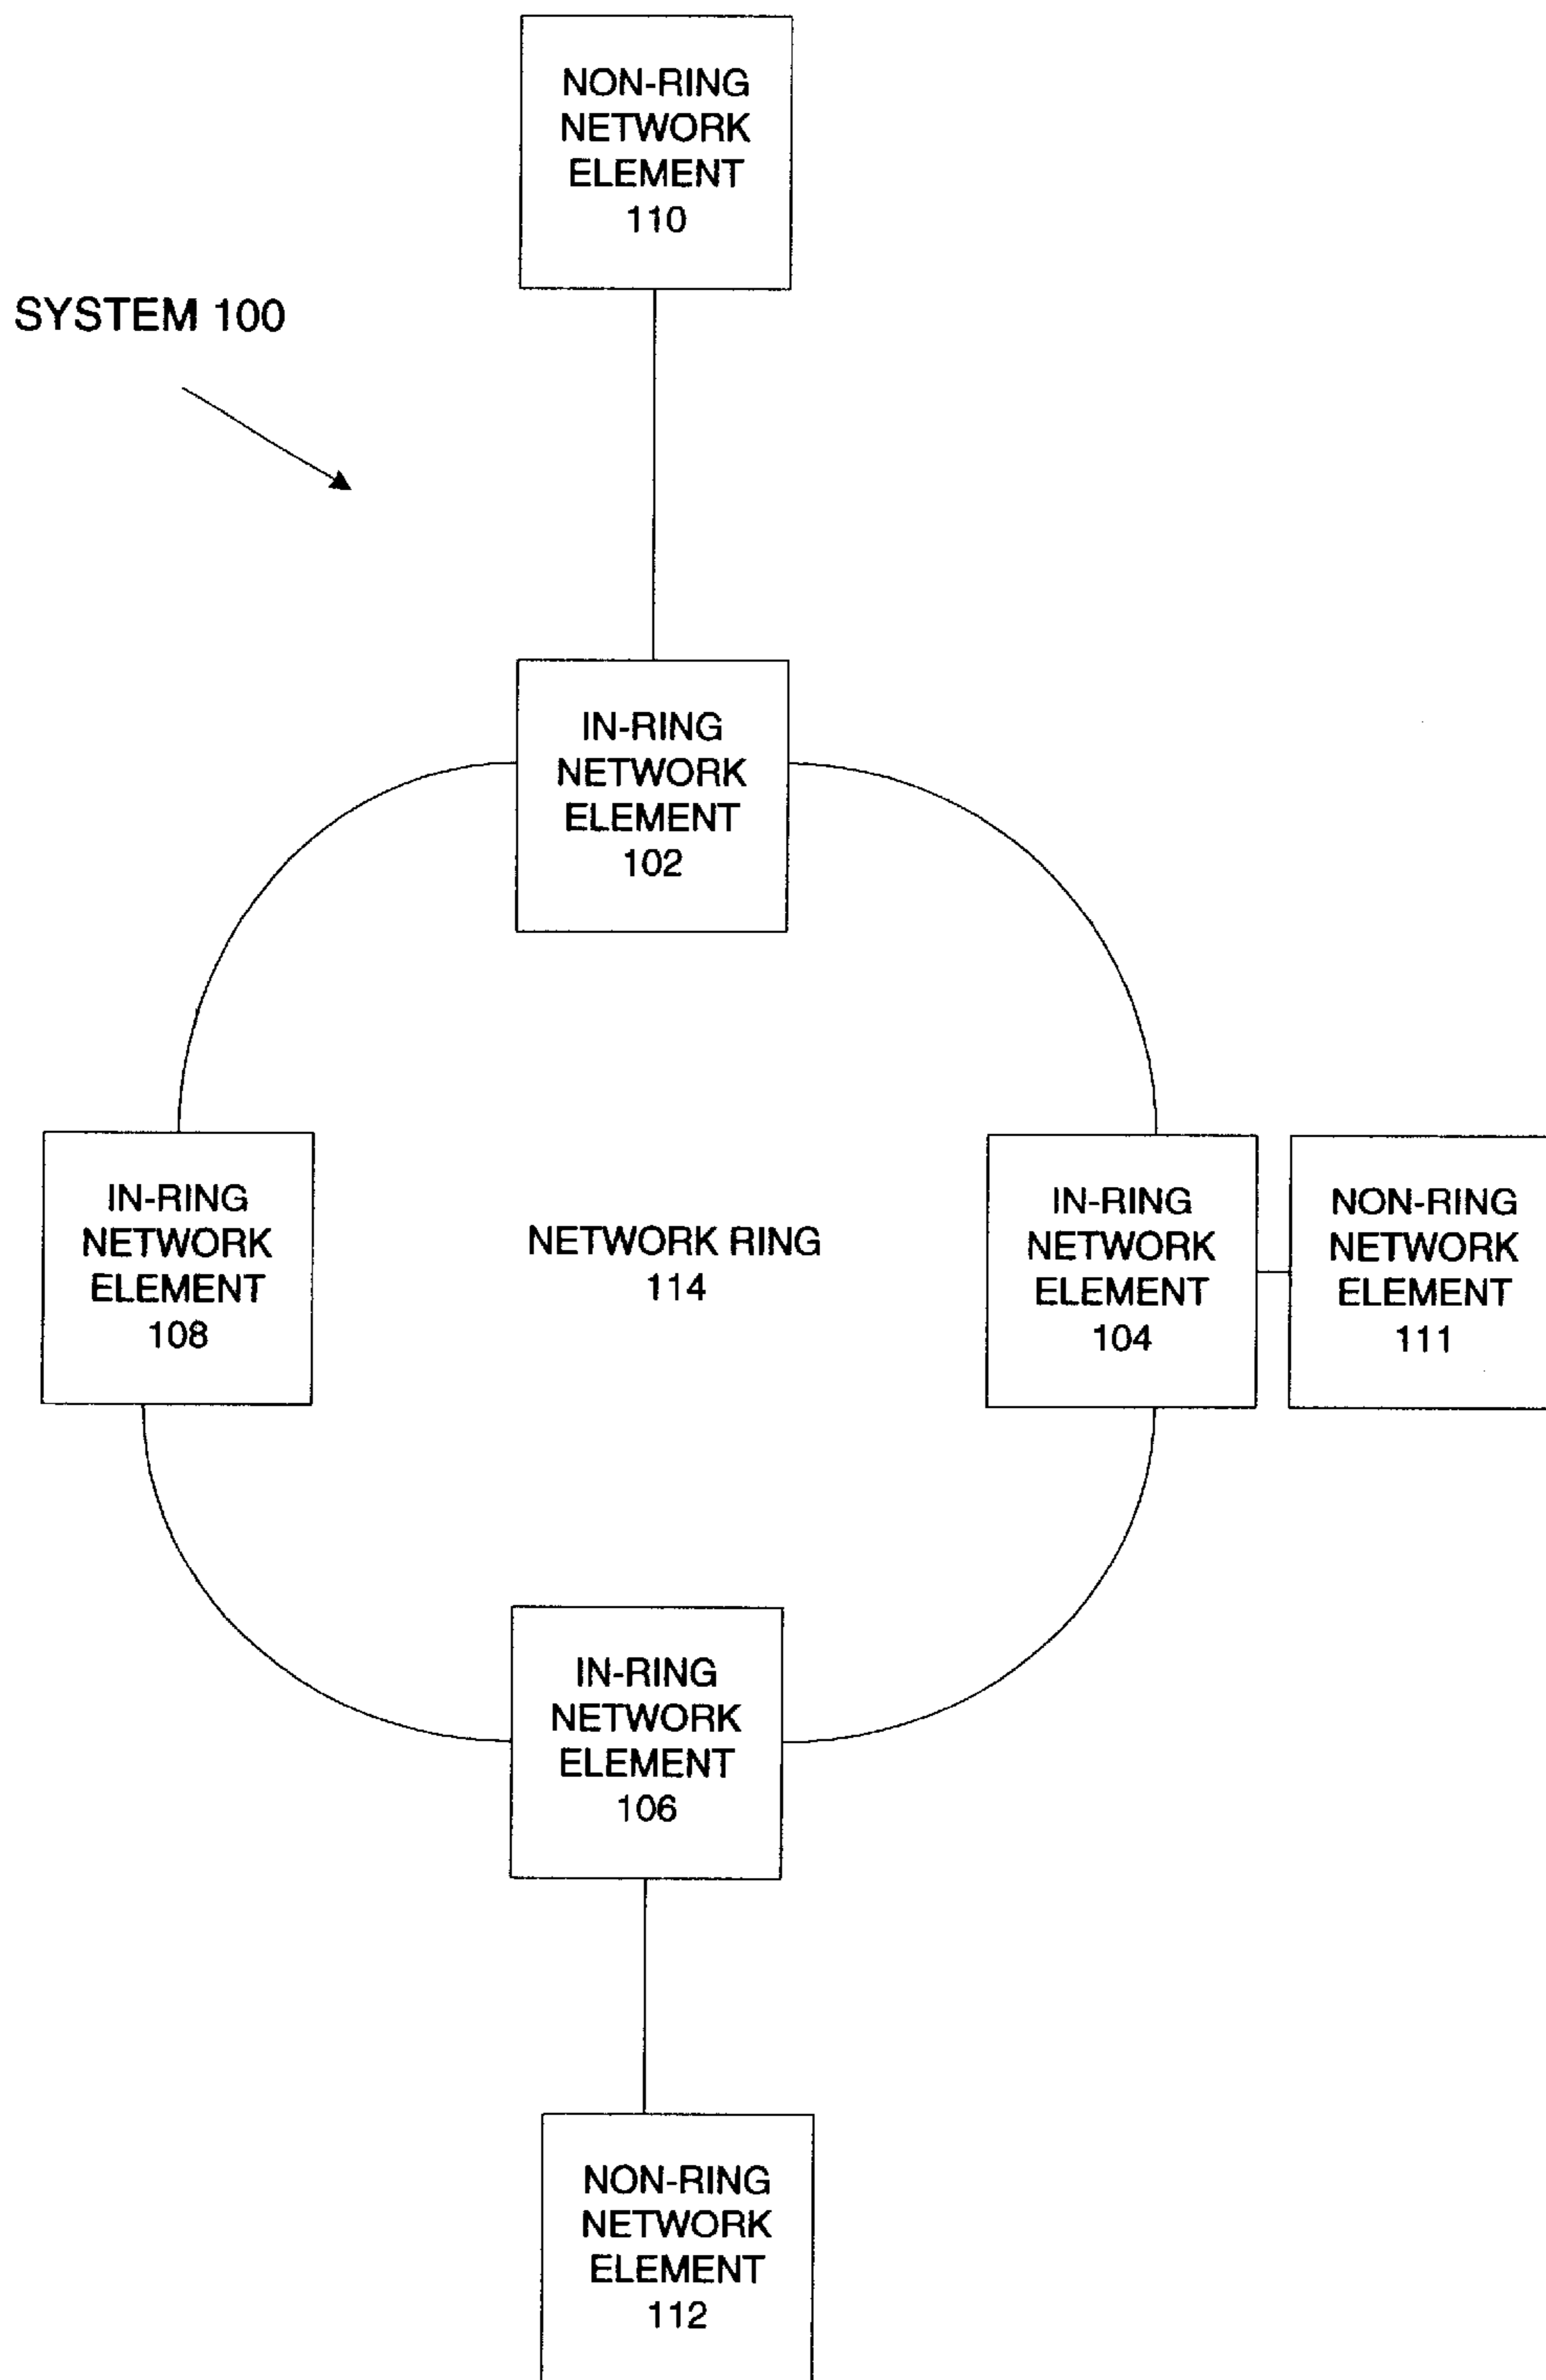 NON-RING
NETWORK
ELEMENT
110
SYSTEM 100
IN-RING
NETWORK
ELEMENT
102
IN-RING
NETWORK
ELEMENT
108
NETWORK RING
114
IN-RING
NETWORK
ELEMENT
104
NON-RING
NETWORK
ELEMENT
111
IN-RING
NETWORK
ELEMENT
106
NON-RING
NETWORK
ELEMENT
112